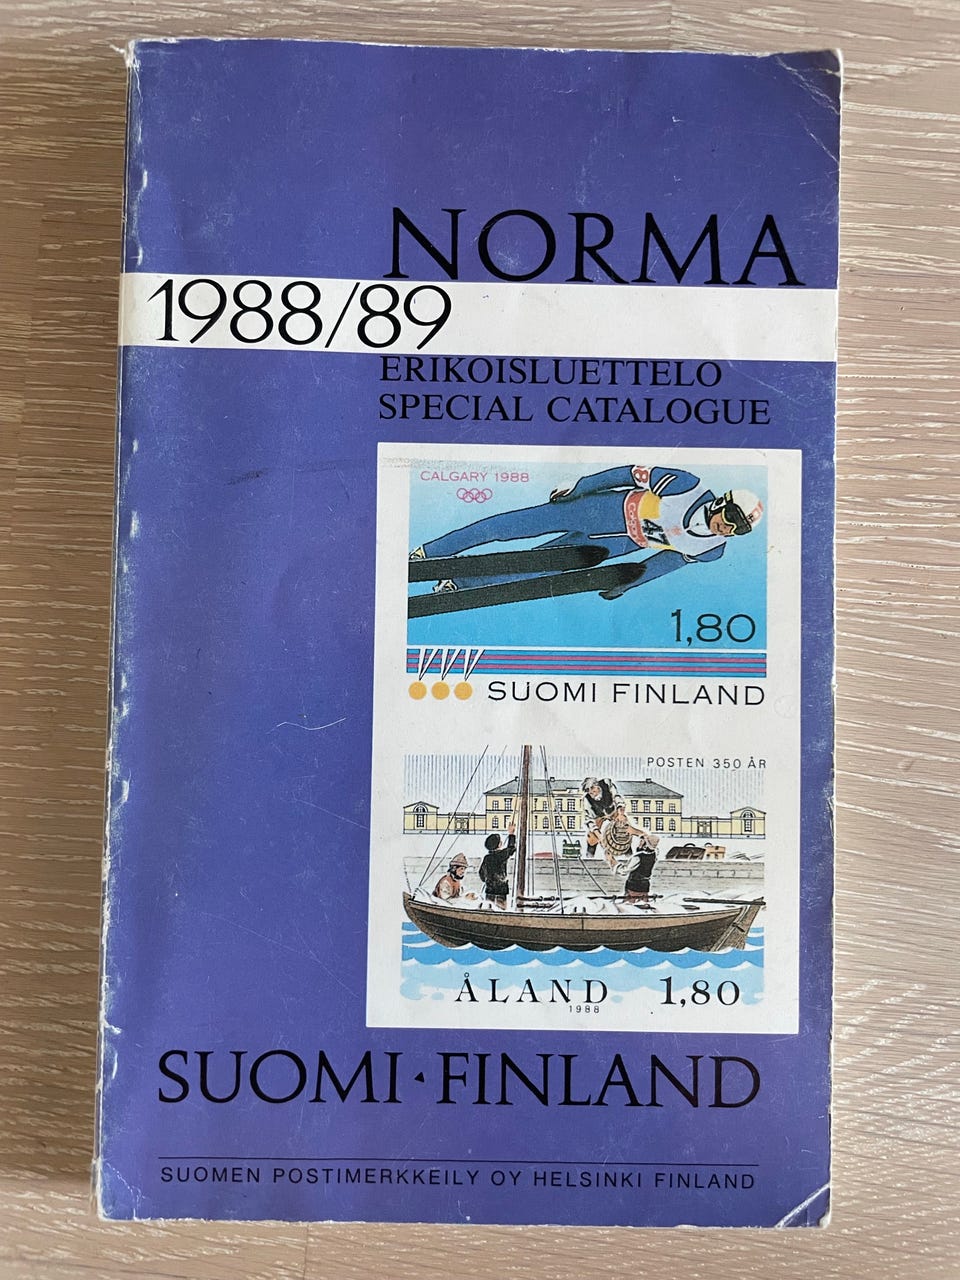 NORMA
1988/89
ERIKOISLUETTELO
SPECIAL CATALOGUE
CALGARY 1988
47
1,80
SUOMI FINLAND
POSTEN 350 ÅR
ÅLAND 1,80
1988
SUOMI · FINLAND
SUOMEN POSTIMERKKEILY OY HELSINKI FINLAND